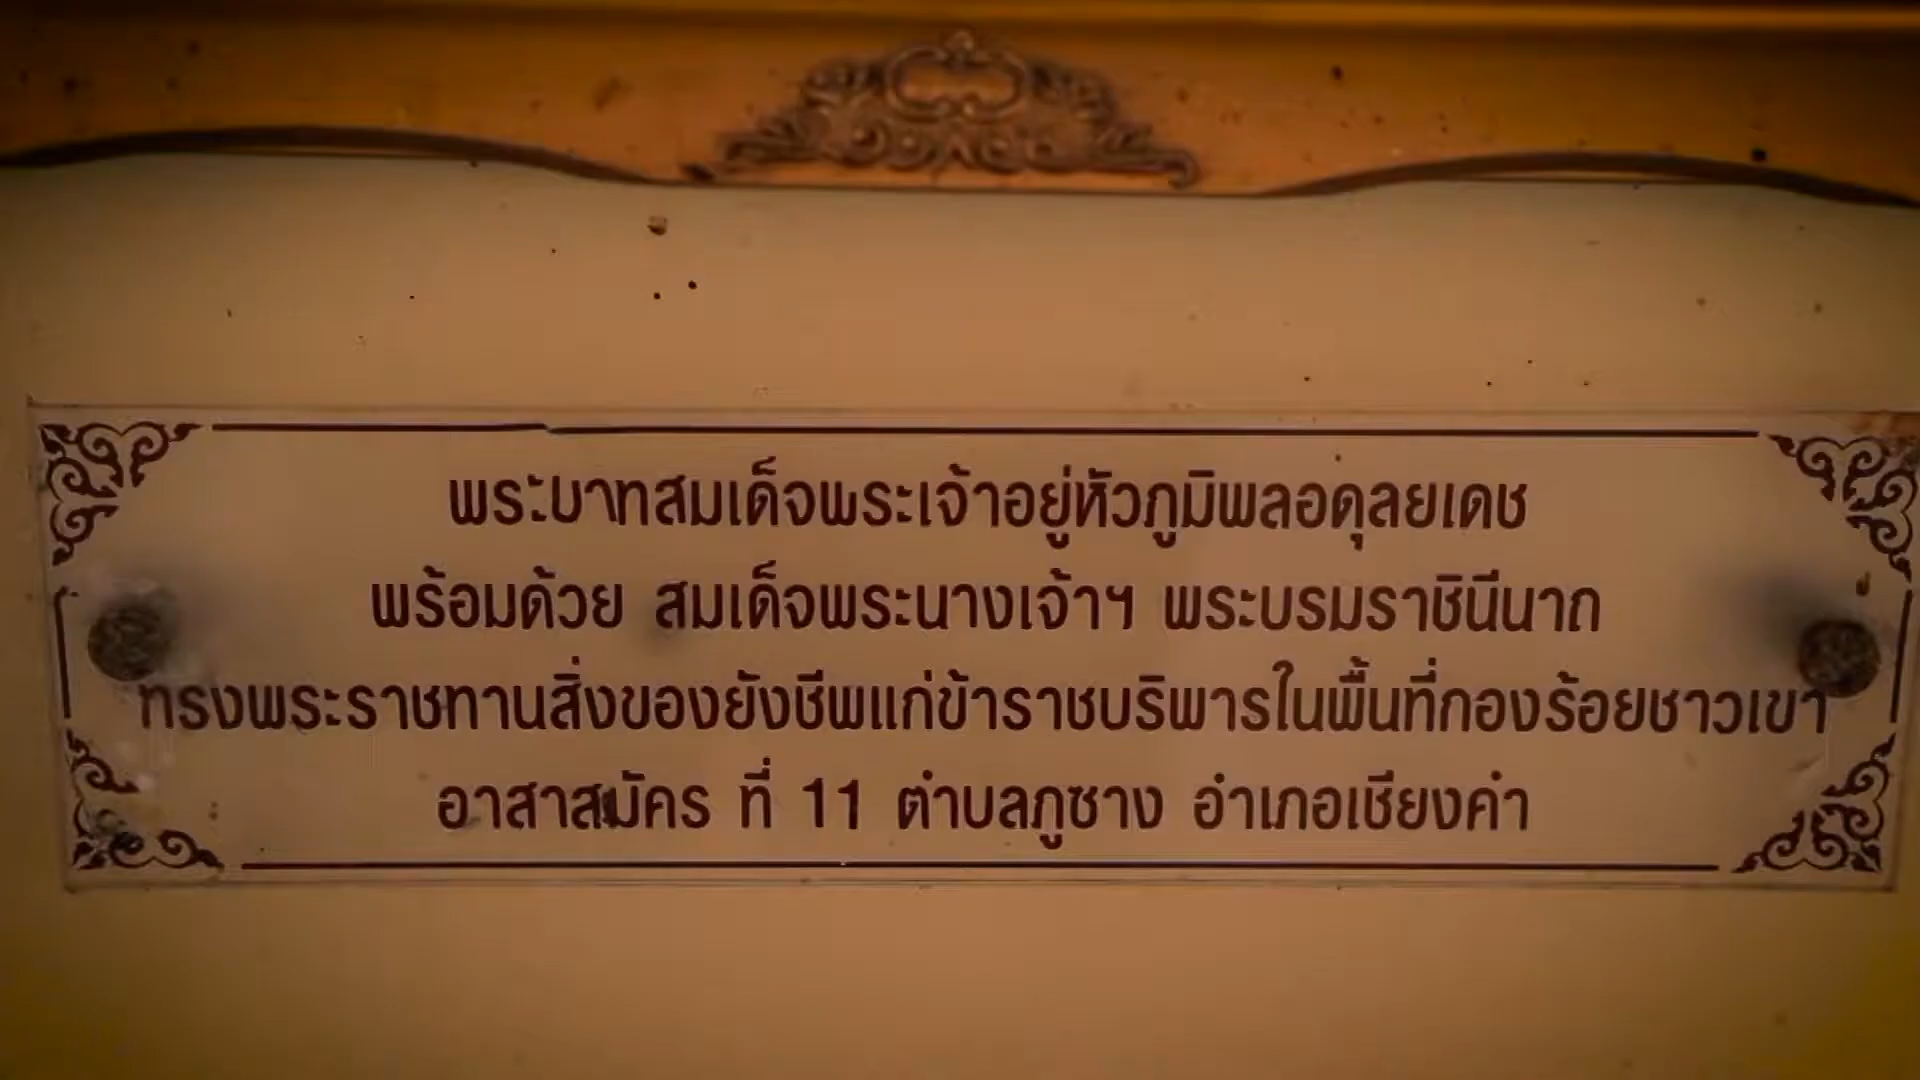 พระบาทสมเด็จพระเจ้าอยู่หัวภูมิพลอดุลยเดช
พร้อมด้วย สมเด็จพระนางเจ้าฯ พระบรมราชินีนาถ
ทรงพระราชทานสิ่งของยังชีพแก่ข้าราชบริพารในพื้นที่กองร้อยชาวเขา
อาสาสมัคร ที่ 11 ตำบลภูซาง อำเภอเชียงคำ